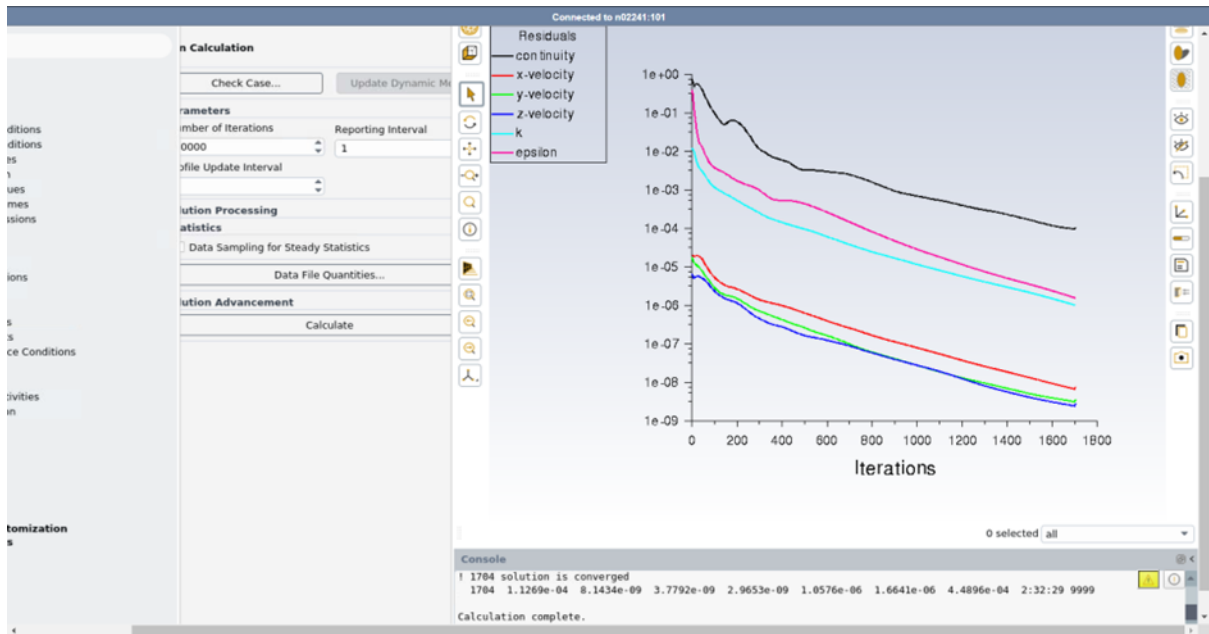 Connected to n02241:101
n Calculation
Check Case...
Update Dynamic Me
rameters
mber of Iterations
Reporting Interval
0000
1
ofile Update Interval
lution Processing
atistics
Data Sampling for Steady Statistics
Data File Quantities...
lution Advancement
Calculate
ditions
ditions
es
n
ues
mes
ssions
ions
s
ts
ce Conditions
tivities
on
tomization
s
Residuals
continuity
x-velocity
y-velocity
z-velocity
k
epsilon
1e+00
1e-01
1e-02
1e-03
1e-04
1e-05
1e-06
1e-07
1e-08
1e-09
0 200 400 600 800 1000 1200 1400 1600 1800
Iterations
0 selected all
Console
! 1704 solution is converged
1704 1.1269e-04 8.1434e-09 3.7792e-09 2.9653e-09 1.0576e-06 1.6641e-06 4.4896e-04 2:32:29 9999
Calculation complete.